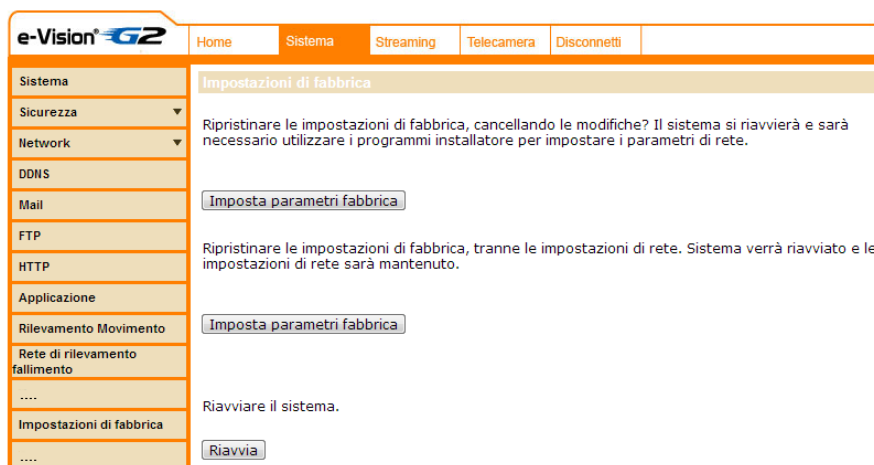 e-Vision® G2
Home Sistema Streaming Telecamera Disconnetti
Sistema
Sicurezza
Network
DDNS
Mail
FTP
HTTP
Applicazione
Rilevamento Movimento
Rete di rilevamento
fallimento
....
Impostazioni di fabbrica
....
Impostazioni di fabbrica
Ripristinare le impostazioni di fabbrica, cancellando le modifiche? Il sistema si riavvierà e sarà
necessario utilizzare i programmi installatore per impostare i parametri di rete.
Imposta parametri fabbrica
Ripristinare le impostazioni di fabbrica, tranne le impostazioni di rete. Sistema verrà riavviato e le
impostazioni di rete sarà mantenuto.
Imposta parametri fabbrica
Riavviare il sistema.
Riavvia